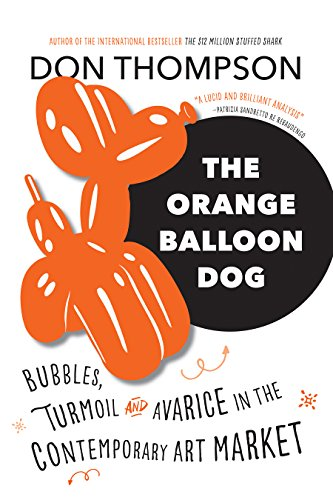 AUTHOR OF THE INTERNATIONAL BESTSELLER THE $12 MILLION STUFFED SHARK
DON THOMPSON
"A LUCID AND BRILLIANT ANALYSIS"
–PATRIZIA SANDRETTO RE REBAUDENGO
THE
ORANGE
BALLOON
DOG
BUBBLES,
TURMOIL AND AVARICE IN THE
CONTEMPORARY ART MARKET